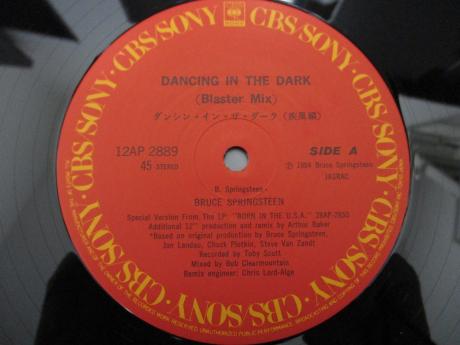 CBS/SONY · CBS/SONY · CBS/SONY · CBS/SONY · CBS/SONY · CBS/SONY ·
DANCING IN THE DARK
(Blaster Mix)
ダンシン・イン・ザ・ダーク (疾風編)
12AP 2889
45 STEREO
SIDE A
Ⓟ 1984 Bruce Springsteen
JASRAC
B. Springsteen
BRUCE SPRINGSTEEN
Special Version From The LP: "BORN IN THE U.S.A." 28AP-2850
Additional 12" production and remix by Arthur Baker
*Based on original production by Bruce Springsteen,
Jon Landau, Chuck Plotkin, Steve Van Zandt
Recorded by Toby Scott
Mixed by Bob Clearmountain
Remix engineer: Chris Lord-Alge